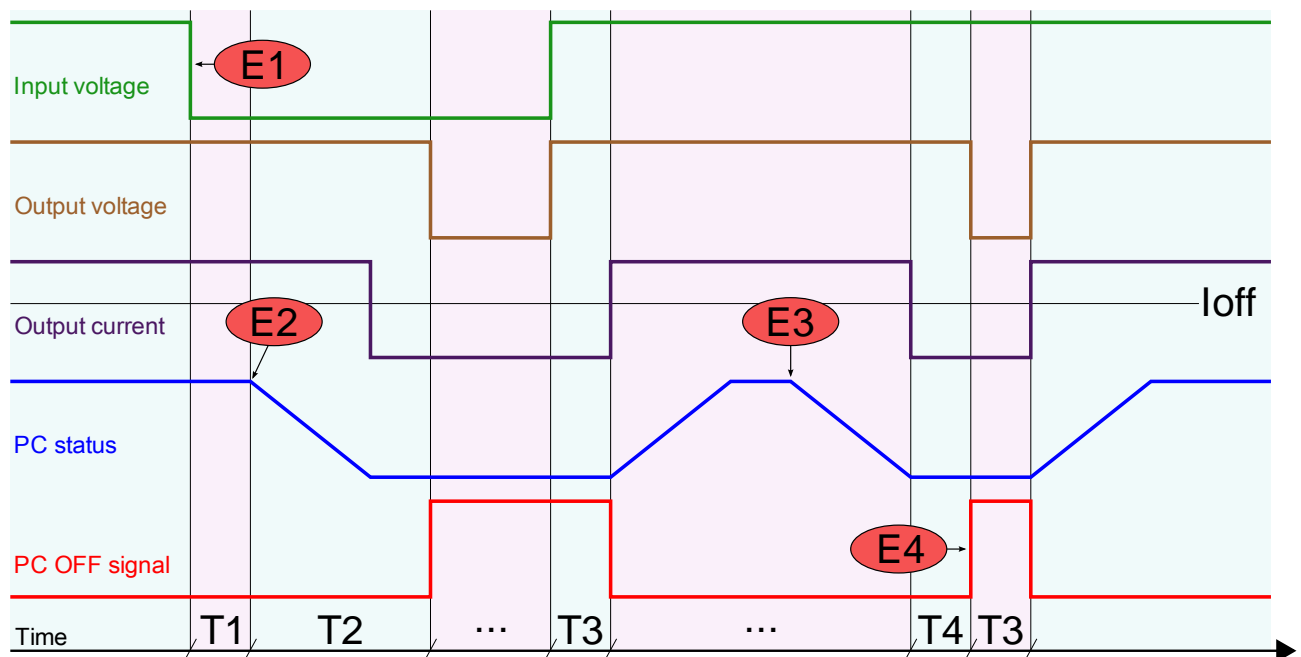 E1
Input voltage
Output voltage
Ioff
E2
E3
Output current
PC status
E4
PC OFF signal
Time T1 T2 ... T3 ... T4 T3